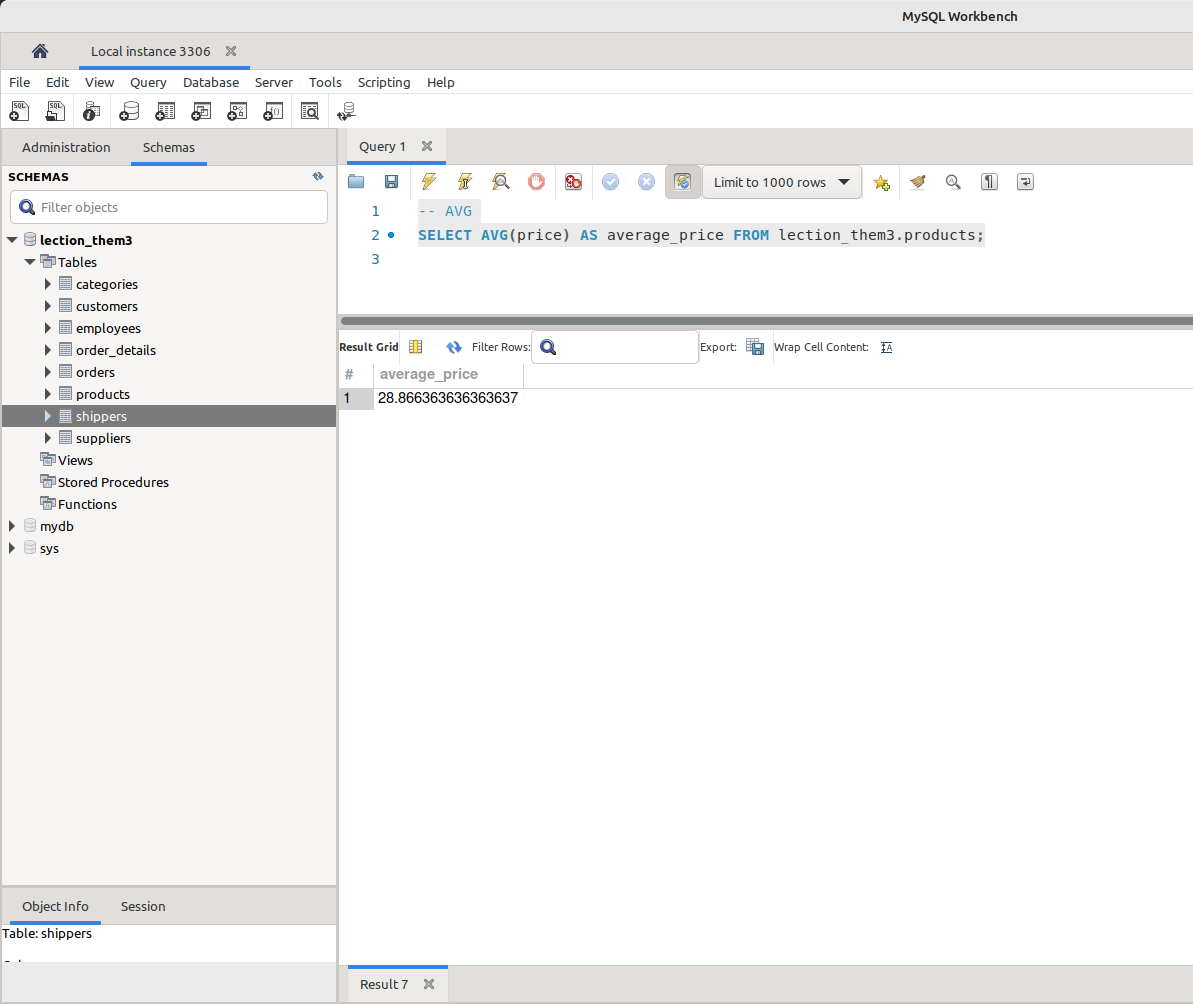 MySQL Workbench
Local instance 3306
File Edit View Query Database Server Tools Scripting Help
Administration Schemas
SCHEMAS
Filter objects
lection_them3
Tables
categories
customers
employees
order_details
orders
products
shippers
suppliers
Views
Stored Procedures
Functions
mydb
sys
Object Info Session
Table: shippers
Query 1
Limit to 1000 rows
1 -- AVG
2 SELECT AVG(price) AS average_price FROM lection_them3.products;
3
Result Grid Filter Rows: Export: Wrap Cell Content:
# average_price
1 28.866363636363637
Result 7